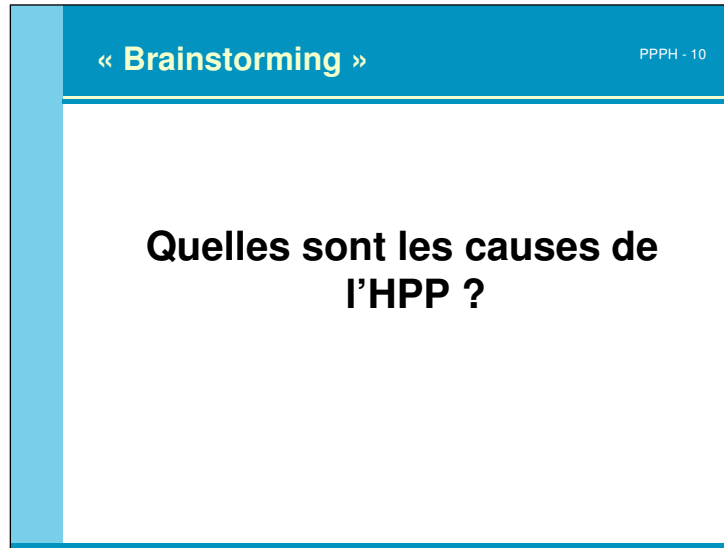 « Brainstorming »
PPPH - 10
Quelles sont les causes de
l’HPP ?